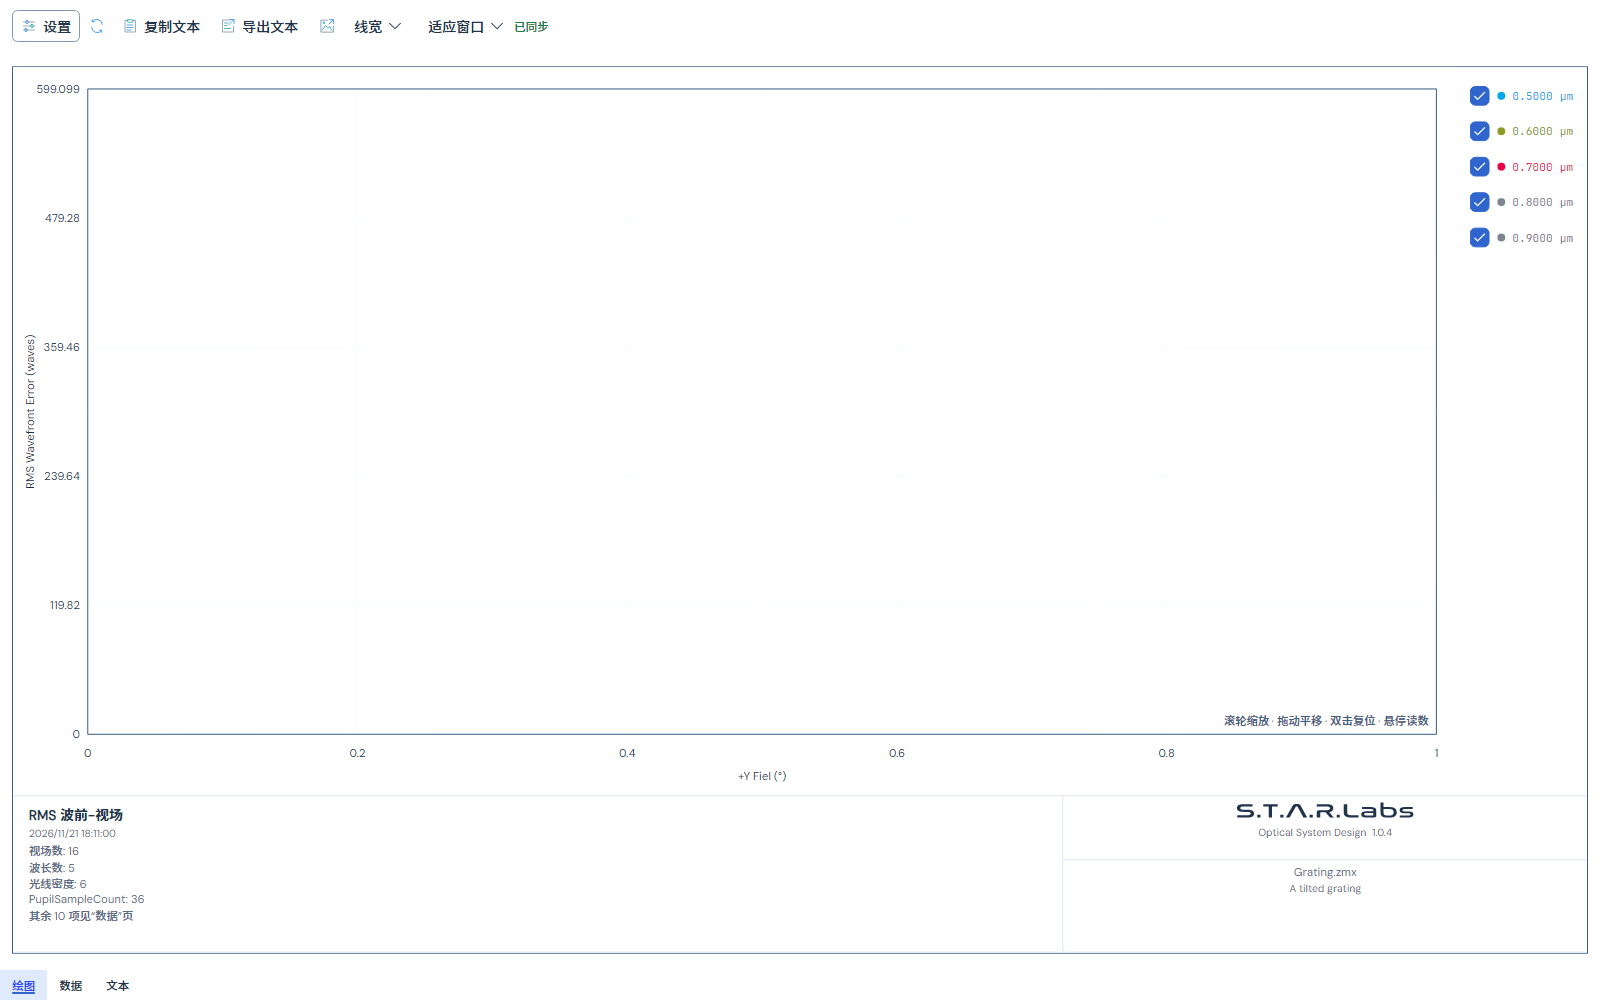 设置
复制文本
导出文本
线宽
适应窗口
已同步
599.099
479.28
359.46
239.64
119.82
0
RMS Wavefront Error (waves)
0
0.2
0.4
0.6
0.8
1
+Y Fiel (°)
滚轮缩放 · 拖动平移 · 双击复位 · 悬停读数
0.5000 µm
0.6000 µm
0.7000 µm
0.8000 µm
0.9000 µm
RMS 波前-视场
2026/11/21 18:11:00
视场数: 16
波长数: 5
光线密度: 6
PupilSampleCount: 36
其余 10 项见“数据”页
S.T.A.R.Labs
Optical System Design 1.0.4
Grating.zmx
A tilted grating
绘图
数据
文本